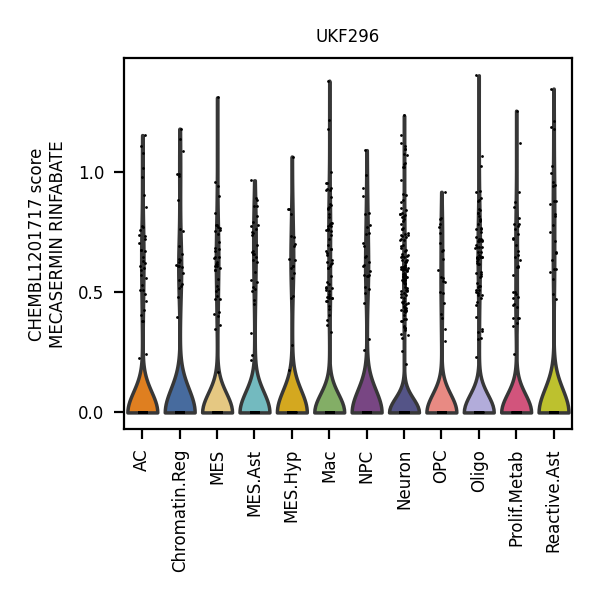 UKF296
CHEMBL1201717 score
MECASERMIN RINFABATE
1.0
0.5
0.0
AC
Chromatin.Reg
MES
MES.Ast
MES.Hyp
Mac
NPC
Neuron
OPC
Oligo
Prolif.Metab
Reactive.Ast